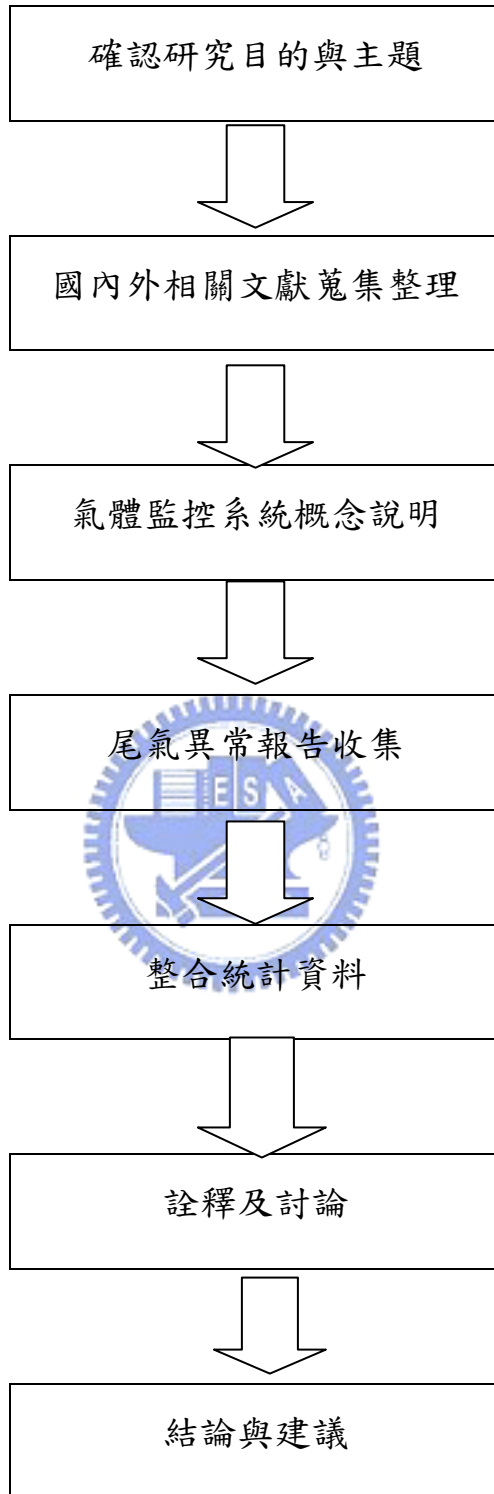 確認研究目的與主題
國內外相關文獻蒐集整理
氣體監控系統概念說明
尾氣異常報告收集
E S A
整合統計資料
詮釋及討論
結論與建議